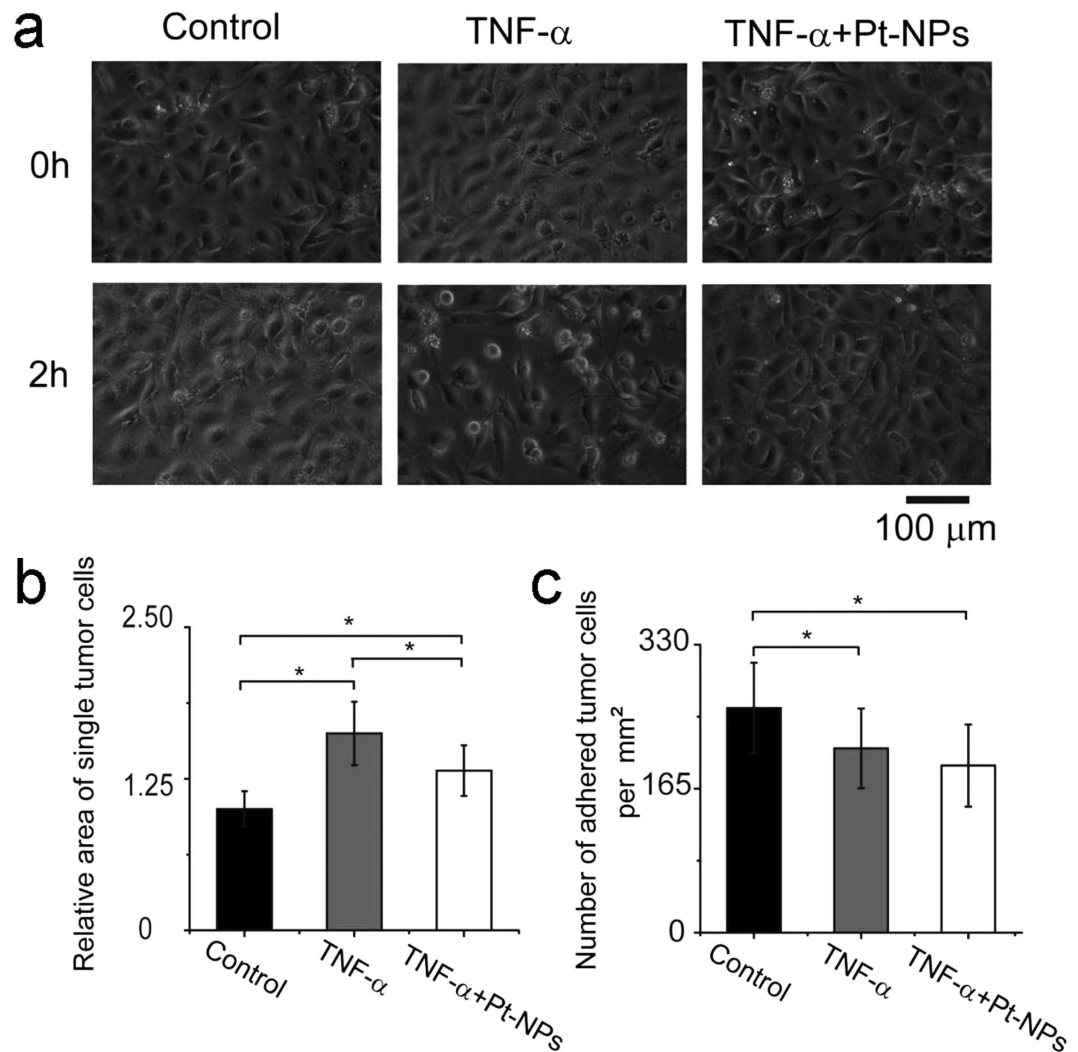 a
Control
TNF-α
TNF-α+Pt-NPs
0h
2h
100 μm
b
Relative area of single tumor cells
2.50
1.25
0
*
*
*
Control
TNF-α
TNF-α+Pt-NPs
c
Number of adhered tumor cells
per mm²
330
165
0
*
*
Control
TNF-α
TNF-α+Pt-NPs